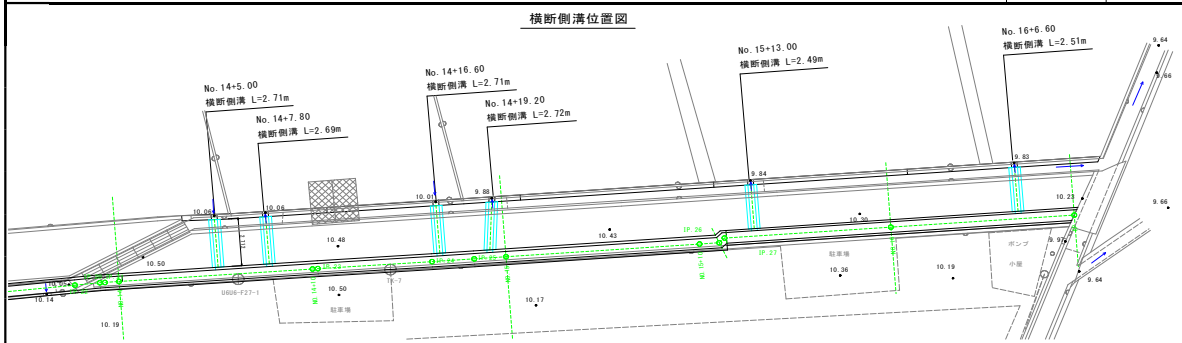 横断側溝位置図
No.14+5.00
横断側溝 L=2.71m
No.14+7.80
横断側溝 L=2.69m
No.14+16.60
横断側溝 L=2.71m
No.14+19.20
横断側溝 L=2.72m
No.15+13.00
横断側溝 L=2.49m
No.16+6.60
横断側溝 L=2.51m
9.64
9.66
9.83
9.84
9.88
10.01
10.06
10.06
10.23
9.66
10.30
10.43
IP.26
IP.27
10.48
10.50
駐車場
10.36
10.19
ポンプ
小屋
9.97
9.64
U6U6-F27-1
10.50
駐車場
10.17
10.14
10.19